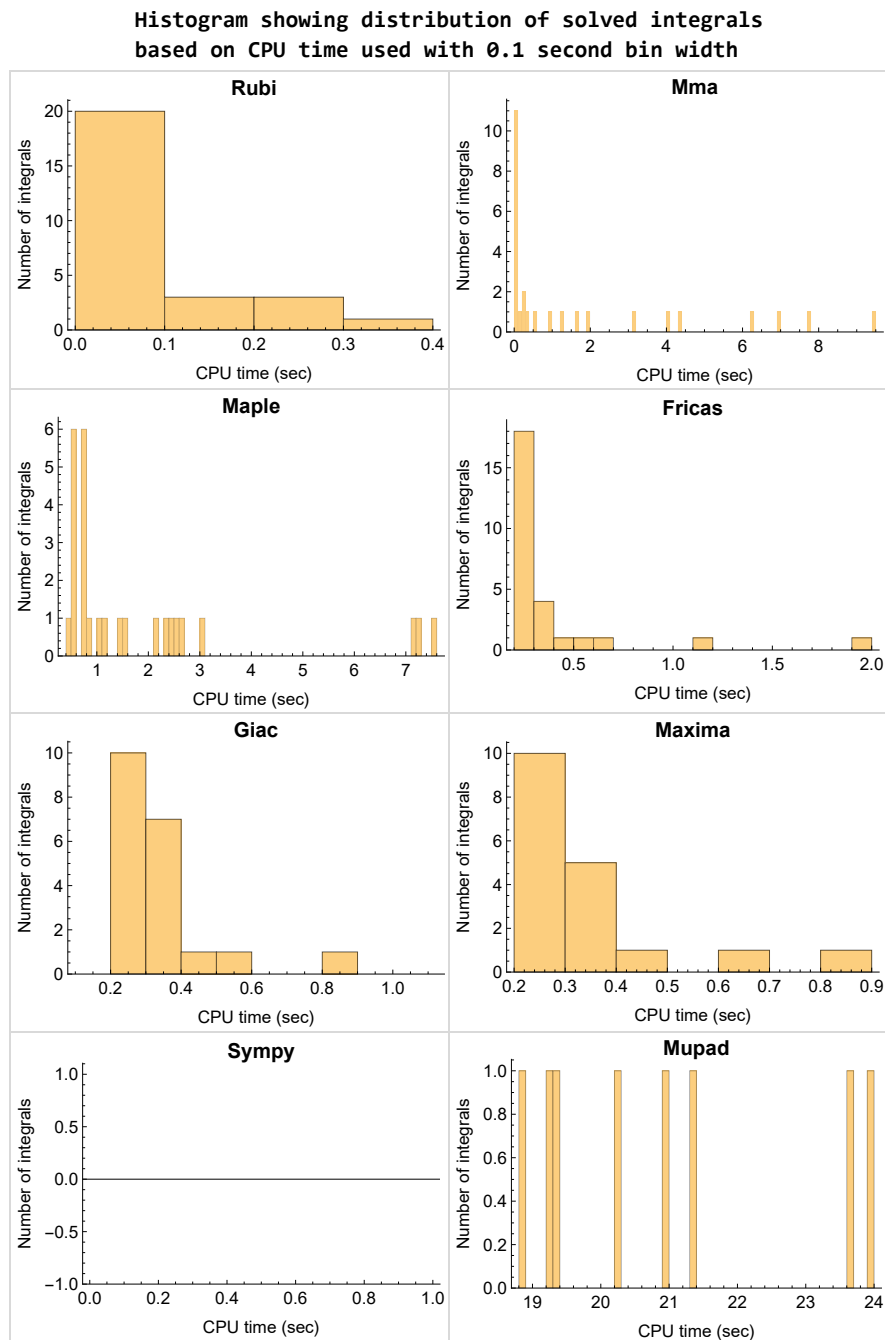 Histogram showing distribution of solved integrals
based on CPU time used with 0.1 second bin width
Rubi
Number of integrals
20
15
10
5
0
0.0 0.1 0.2 0.3 0.4
CPU time (sec)
Mma
Number of integrals
10
8
6
4
2
0
0 2 4 6 8
CPU time (sec)
Maple
Number of integrals
6
5
4
3
2
1
0
1 2 3 4 5 6 7
CPU time (sec)
Fricas
Number of integrals
15
10
5
0
0.5 1.0 1.5 2.0
CPU time (sec)
Giac
Number of integrals
10
8
6
4
2
0
0.2 0.4 0.6 0.8 1.0
CPU time (sec)
Maxima
Number of integrals
10
8
6
4
2
0
0.2 0.3 0.4 0.5 0.6 0.7 0.8 0.9
CPU time (sec)
Sympy
Number of integrals
1.0
0.5
0.0
−0.5
−1.0
0.0 0.2 0.4 0.6 0.8 1.0
CPU time (sec)
Mupad
Number of integrals
1.0
0.8
0.6
0.4
0.2
0.0
19 20 21 22 23 24
CPU time (sec)